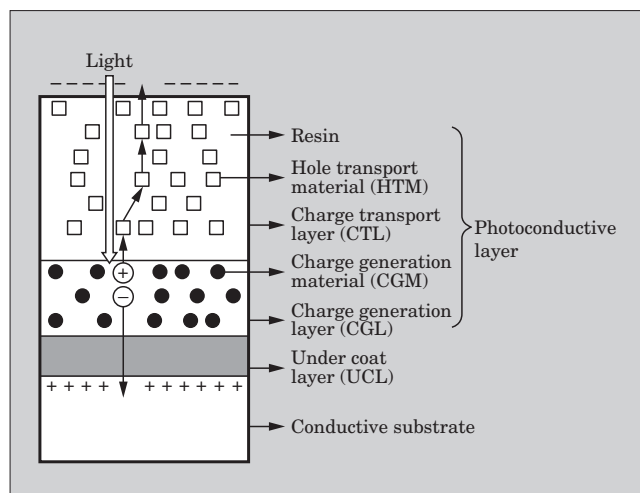 Light
Resin
Hole transport
material (HTM)
Charge transport
layer (CTL)
Photoconductive
layer
Charge generation
material (CGM)
Charge generation
layer (CGL)
Under coat
layer (UCL)
+ + + + + + + + + + +
Conductive substrate
+
−